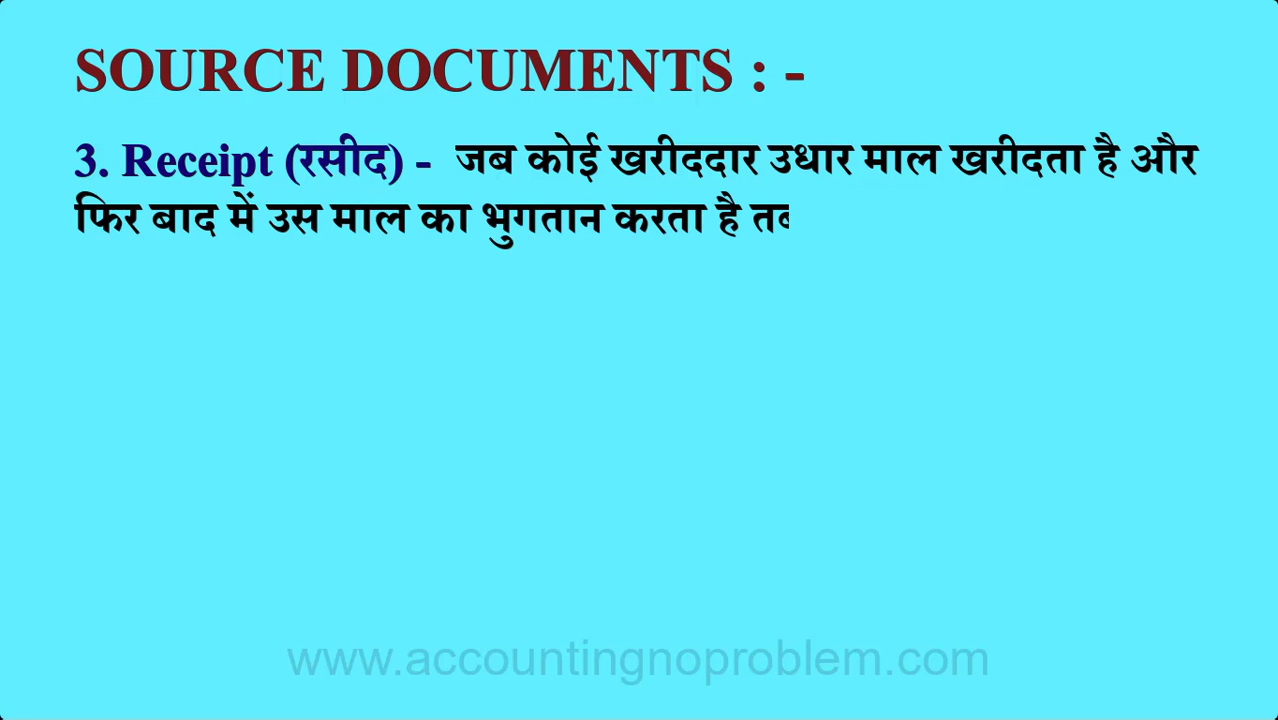 SOURCE DOCUMENTS : -
3. Receipt (रसीद) - जब कोई खरीददार उधार माल खरीदता है और
फिर बाद में उस माल का भुगतान करता है
www.accountingnoproblem.com